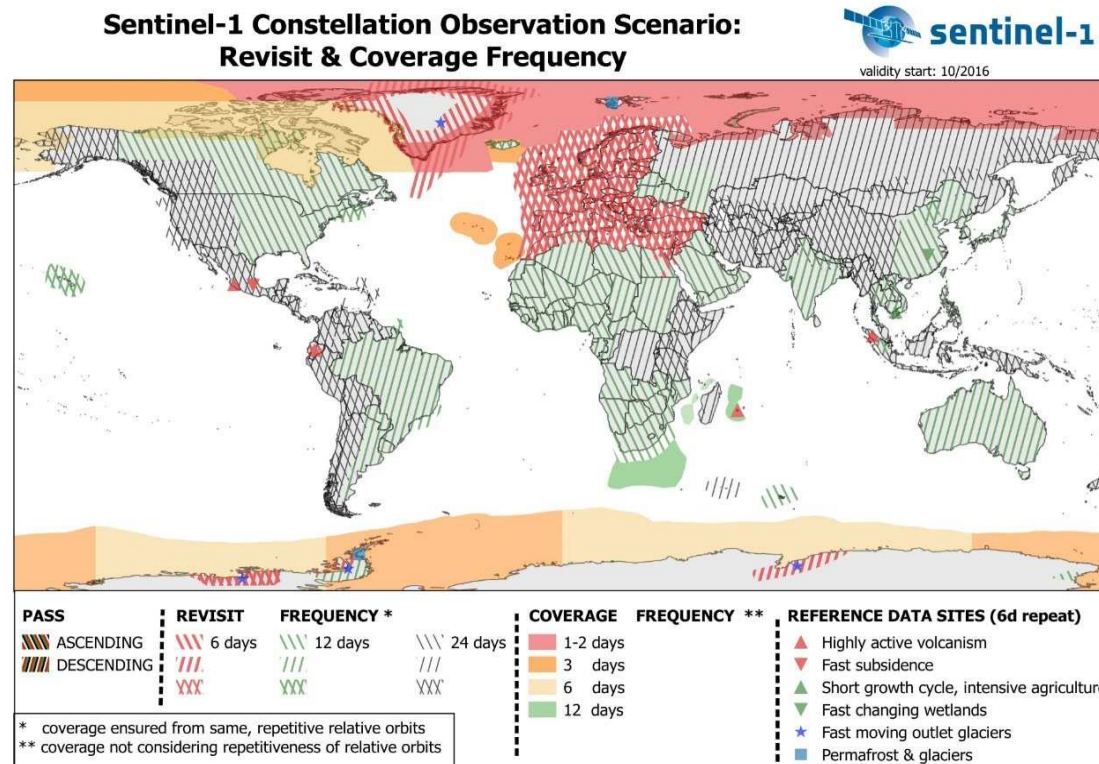 Sentinel-1 Constellation Observation Scenario:
Revisit & Coverage Frequency
sentinel-1
validity start: 10/2016
PASS
ASCENDING
DESCENDING
REVISIT FREQUENCY *
6 days 12 days 24 days
COVERAGE FREQUENCY **
1-2 days
3 days
6 days
12 days
REFERENCE DATA SITES (6d repeat)
Highly active volcanism
Fast subsidence
Short growth cycle, intensive agriculture
Fast changing wetlands
Fast moving outlet glaciers
Permafrost & glaciers
* coverage ensured from same, repetitive relative orbits
** coverage not considering repetitiveness of relative orbits